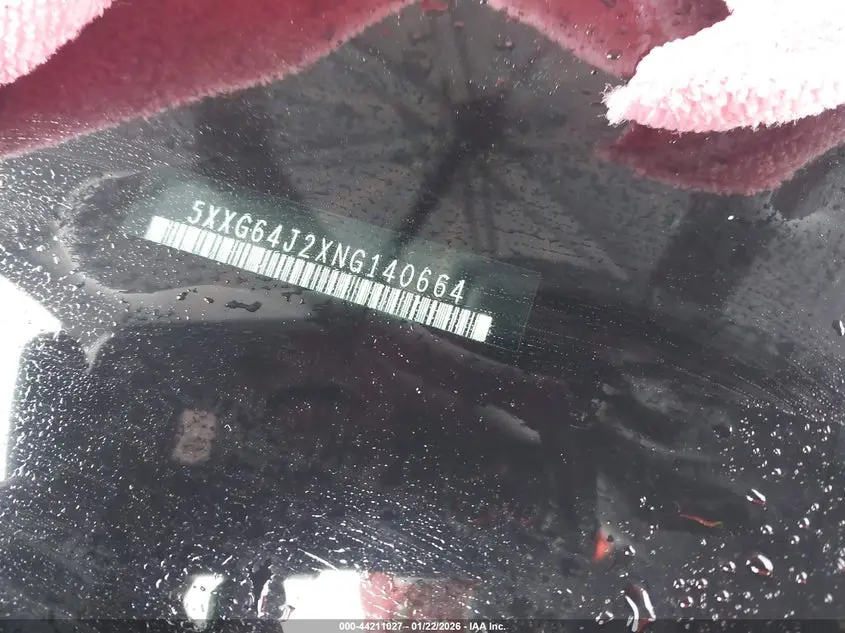 5XXG64J2XNG140664
000-44211027 - 01/22/2026 - IAA Inc.